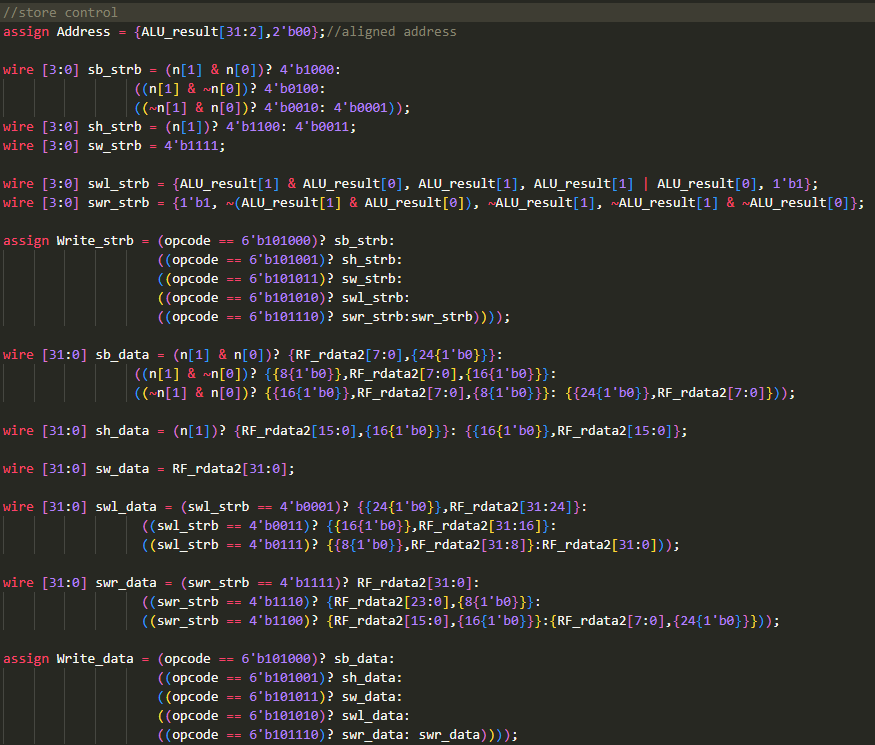 //store control
assign Address = {ALU_result[31:2],2'b00};//aligned address
wire [3:0] sb_strb = (n[1] & n[0])? 4'b1000:
((n[1] & ~n[0])? 4'b0100:
((~n[1] & n[0])? 4'b0010: 4'b0001));
wire [3:0] sh_strb = (n[1])? 4'b1100: 4'b0011;
wire [3:0] sw_strb = 4'b1111;
wire [3:0] swl_strb = {ALU_result[1] & ALU_result[0], ALU_result[1], ALU_result[1] | ALU_result[0], 1'b1};
wire [3:0] swr_strb = {1'b1, ~(ALU_result[1] & ALU_result[0]), ~ALU_result[1], ~ALU_result[1] & ~ALU_result[0]};
assign Write_strb = (opcode == 6'b101000)? sb_strb:
((opcode == 6'b101001)? sh_strb:
((opcode == 6'b101011)? sw_strb:
((opcode == 6'b101010)? swl_strb:
((opcode == 6'b101110)? swr_strb:swr_strb))));
wire [31:0] sb_data = (n[1] & n[0])? {RF_rdata2[7:0],{24{1'b0}}}:
((n[1] & ~n[0])? {{8{1'b0}},RF_rdata2[7:0],{16{1'b0}}}:
((~n[1] & n[0])? {{16{1'b0}},RF_rdata2[7:0],{8{1'b0}}}: {{24{1'b0}},RF_rdata2[7:0]}));
wire [31:0] sh_data = (n[1])? {RF_rdata2[15:0],{16{1'b0}}}: {{16{1'b0}},RF_rdata2[15:0]};
wire [31:0] sw_data = RF_rdata2[31:0];
wire [31:0] swl_data = (swl_strb == 4'b0001)? {{24{1'b0}},RF_rdata2[31:24]}:
((swl_strb == 4'b0011)? {{16{1'b0}},RF_rdata2[31:16]}:
((swl_strb == 4'b0111)? {{8{1'b0}},RF_rdata2[31:8]}:RF_rdata2[31:0]));
wire [31:0] swr_data = (swr_strb == 4'b1111)? RF_rdata2[31:0]:
((swr_strb == 4'b1110)? {RF_rdata2[23:0],{8{1'b0}}}:
((swr_strb == 4'b1100)? {RF_rdata2[15:0],{16{1'b0}}}:{RF_rdata2[7:0],{24{1'b0}}}));
assign Write_data = (opcode == 6'b101000)? sb_data:
((opcode == 6'b101001)? sh_data:
((opcode == 6'b101011)? sw_data:
((opcode == 6'b101010)? swl_data:
((opcode == 6'b101110)? swr_data: swr_data))));